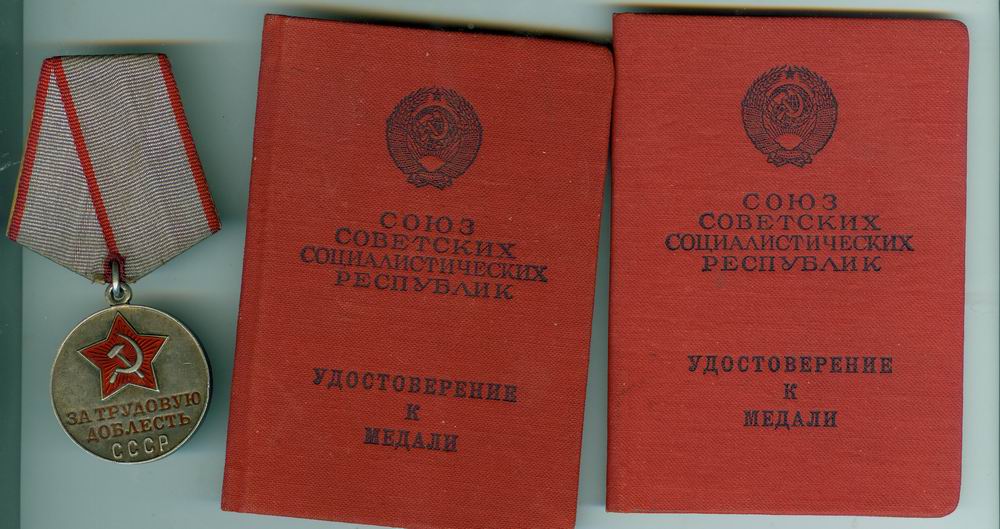 ЗА ТРУДОВУЮ
ДОБЛЕСТЬ
СССР
СОЮЗ
СОВЕТСКИХ
СОЦИАЛИСТИЧЕСКИХ
РЕСПУБЛИК
УДОСТОВЕРЕНИЕ
К
МЕДАЛИ
СОЮЗ
СОВЕТСКИХ
СОЦИАЛИСТИЧЕСКИХ
РЕСПУБЛИК
УДОСТОВЕРЕНИЕ
К
МЕДАЛИ